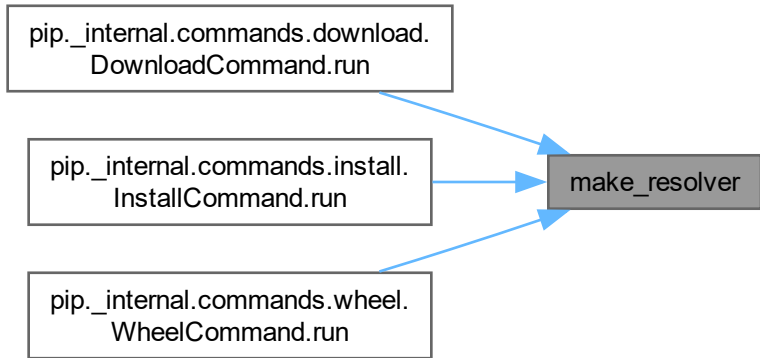 pip._internal.commands.download.
DownloadCommand.run
pip._internal.commands.install.
InstallCommand.run
make_resolver
pip._internal.commands.wheel.
WheelCommand.run